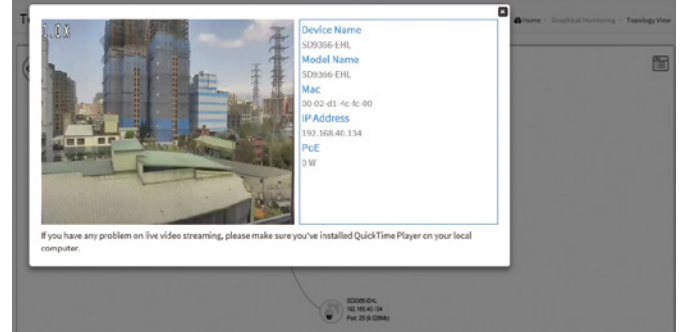 Home - Graphical Monitoring - Topology View
1.0X
Device Name
SD9366-EHL
Model Name
SD9366-EHL
Mac
00-02-d1-4c-fc-00
IP Address
192.168.40.134
PoE
0 W
If you have any problem on live video streaming, please make sure you've installed QuickTime Player on your local
computer.
SD9366-EHL
192.168.40.134